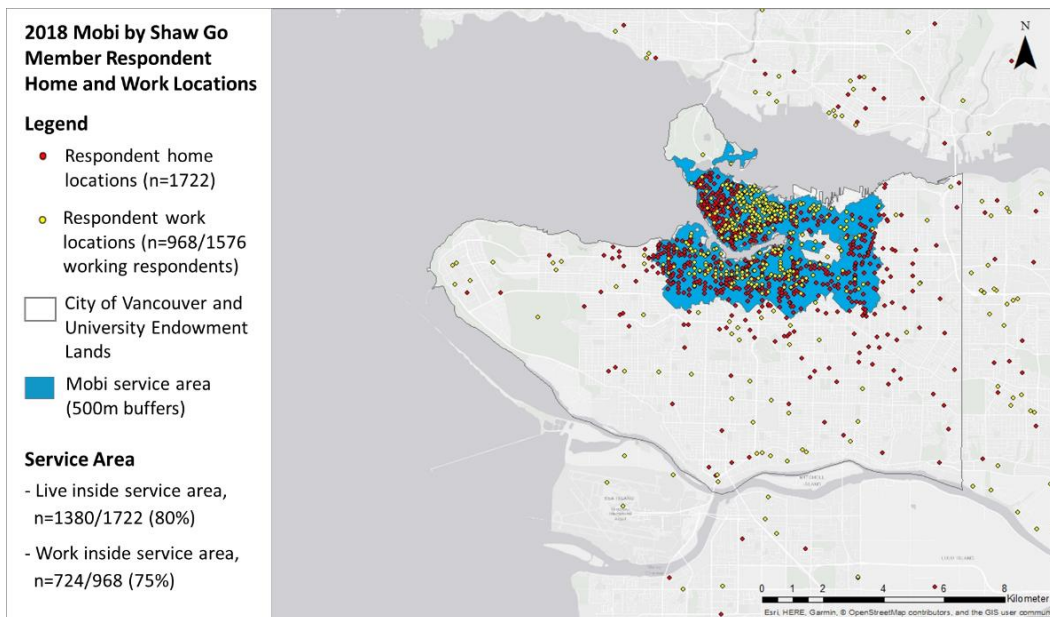 2018 Mobi by Shaw Go
Member Respondent
Home and Work Locations
Legend
Respondent home
locations (n=1722)
Respondent work
locations (n=968/1576
working respondents)
City of Vancouver and
University Endowment
Lands
Mobi service area
(500m buffers)
Service Area
- Live inside service area,
n=1380/1722 (80%)
- Work inside service area,
n=724/968 (75%)
N
0 1 2 4 6 8
Kilometer
Esri, HERE, Garmin, © OpenStreetMap contributors, and the GIS user commun